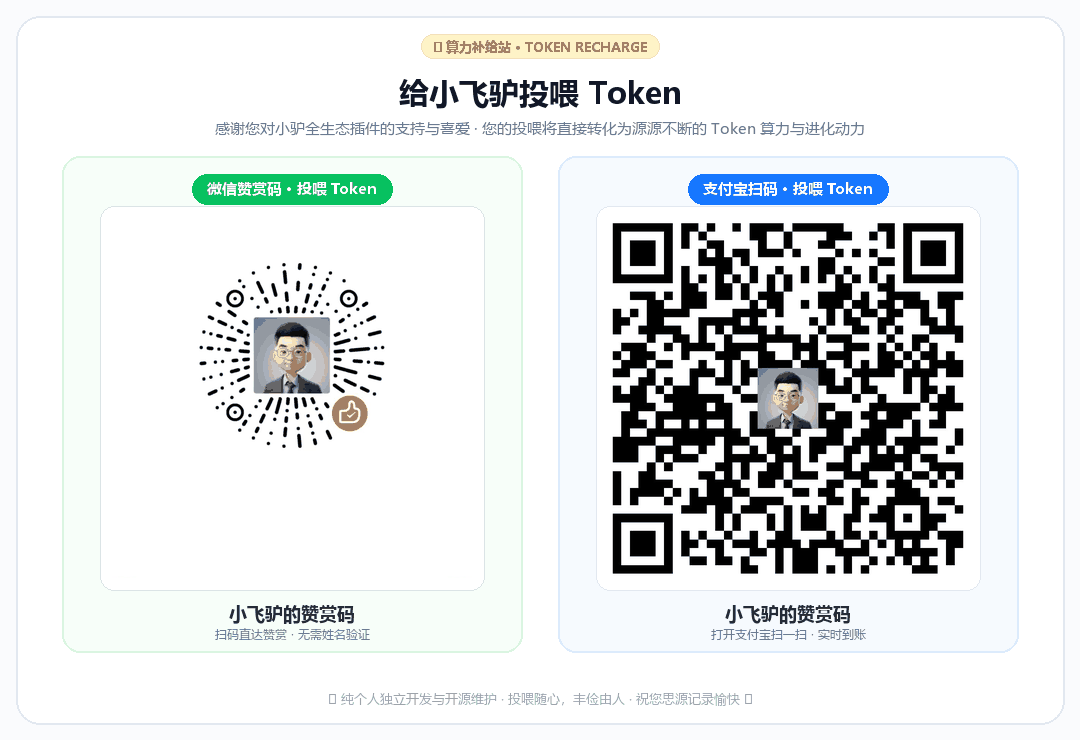 算力补给站 • TOKEN RECHARGE
给小飞驴投喂 Token
感谢您对小驴全生态插件的支持与喜爱 · 您的投喂将直接转化为源源不断的 Token 算力与进化动力
微信赞赏码 • 投喂 Token
支付宝扫码 • 投喂 Token
小飞驴的赞赏码
扫码直达赞赏 · 无需姓名验证
小飞驴的赞赏码
打开支付宝扫一扫 · 实时到账
纯个人独立开发与开源维护 · 投喂随心，丰俭由人 · 祝您思源记录愉快